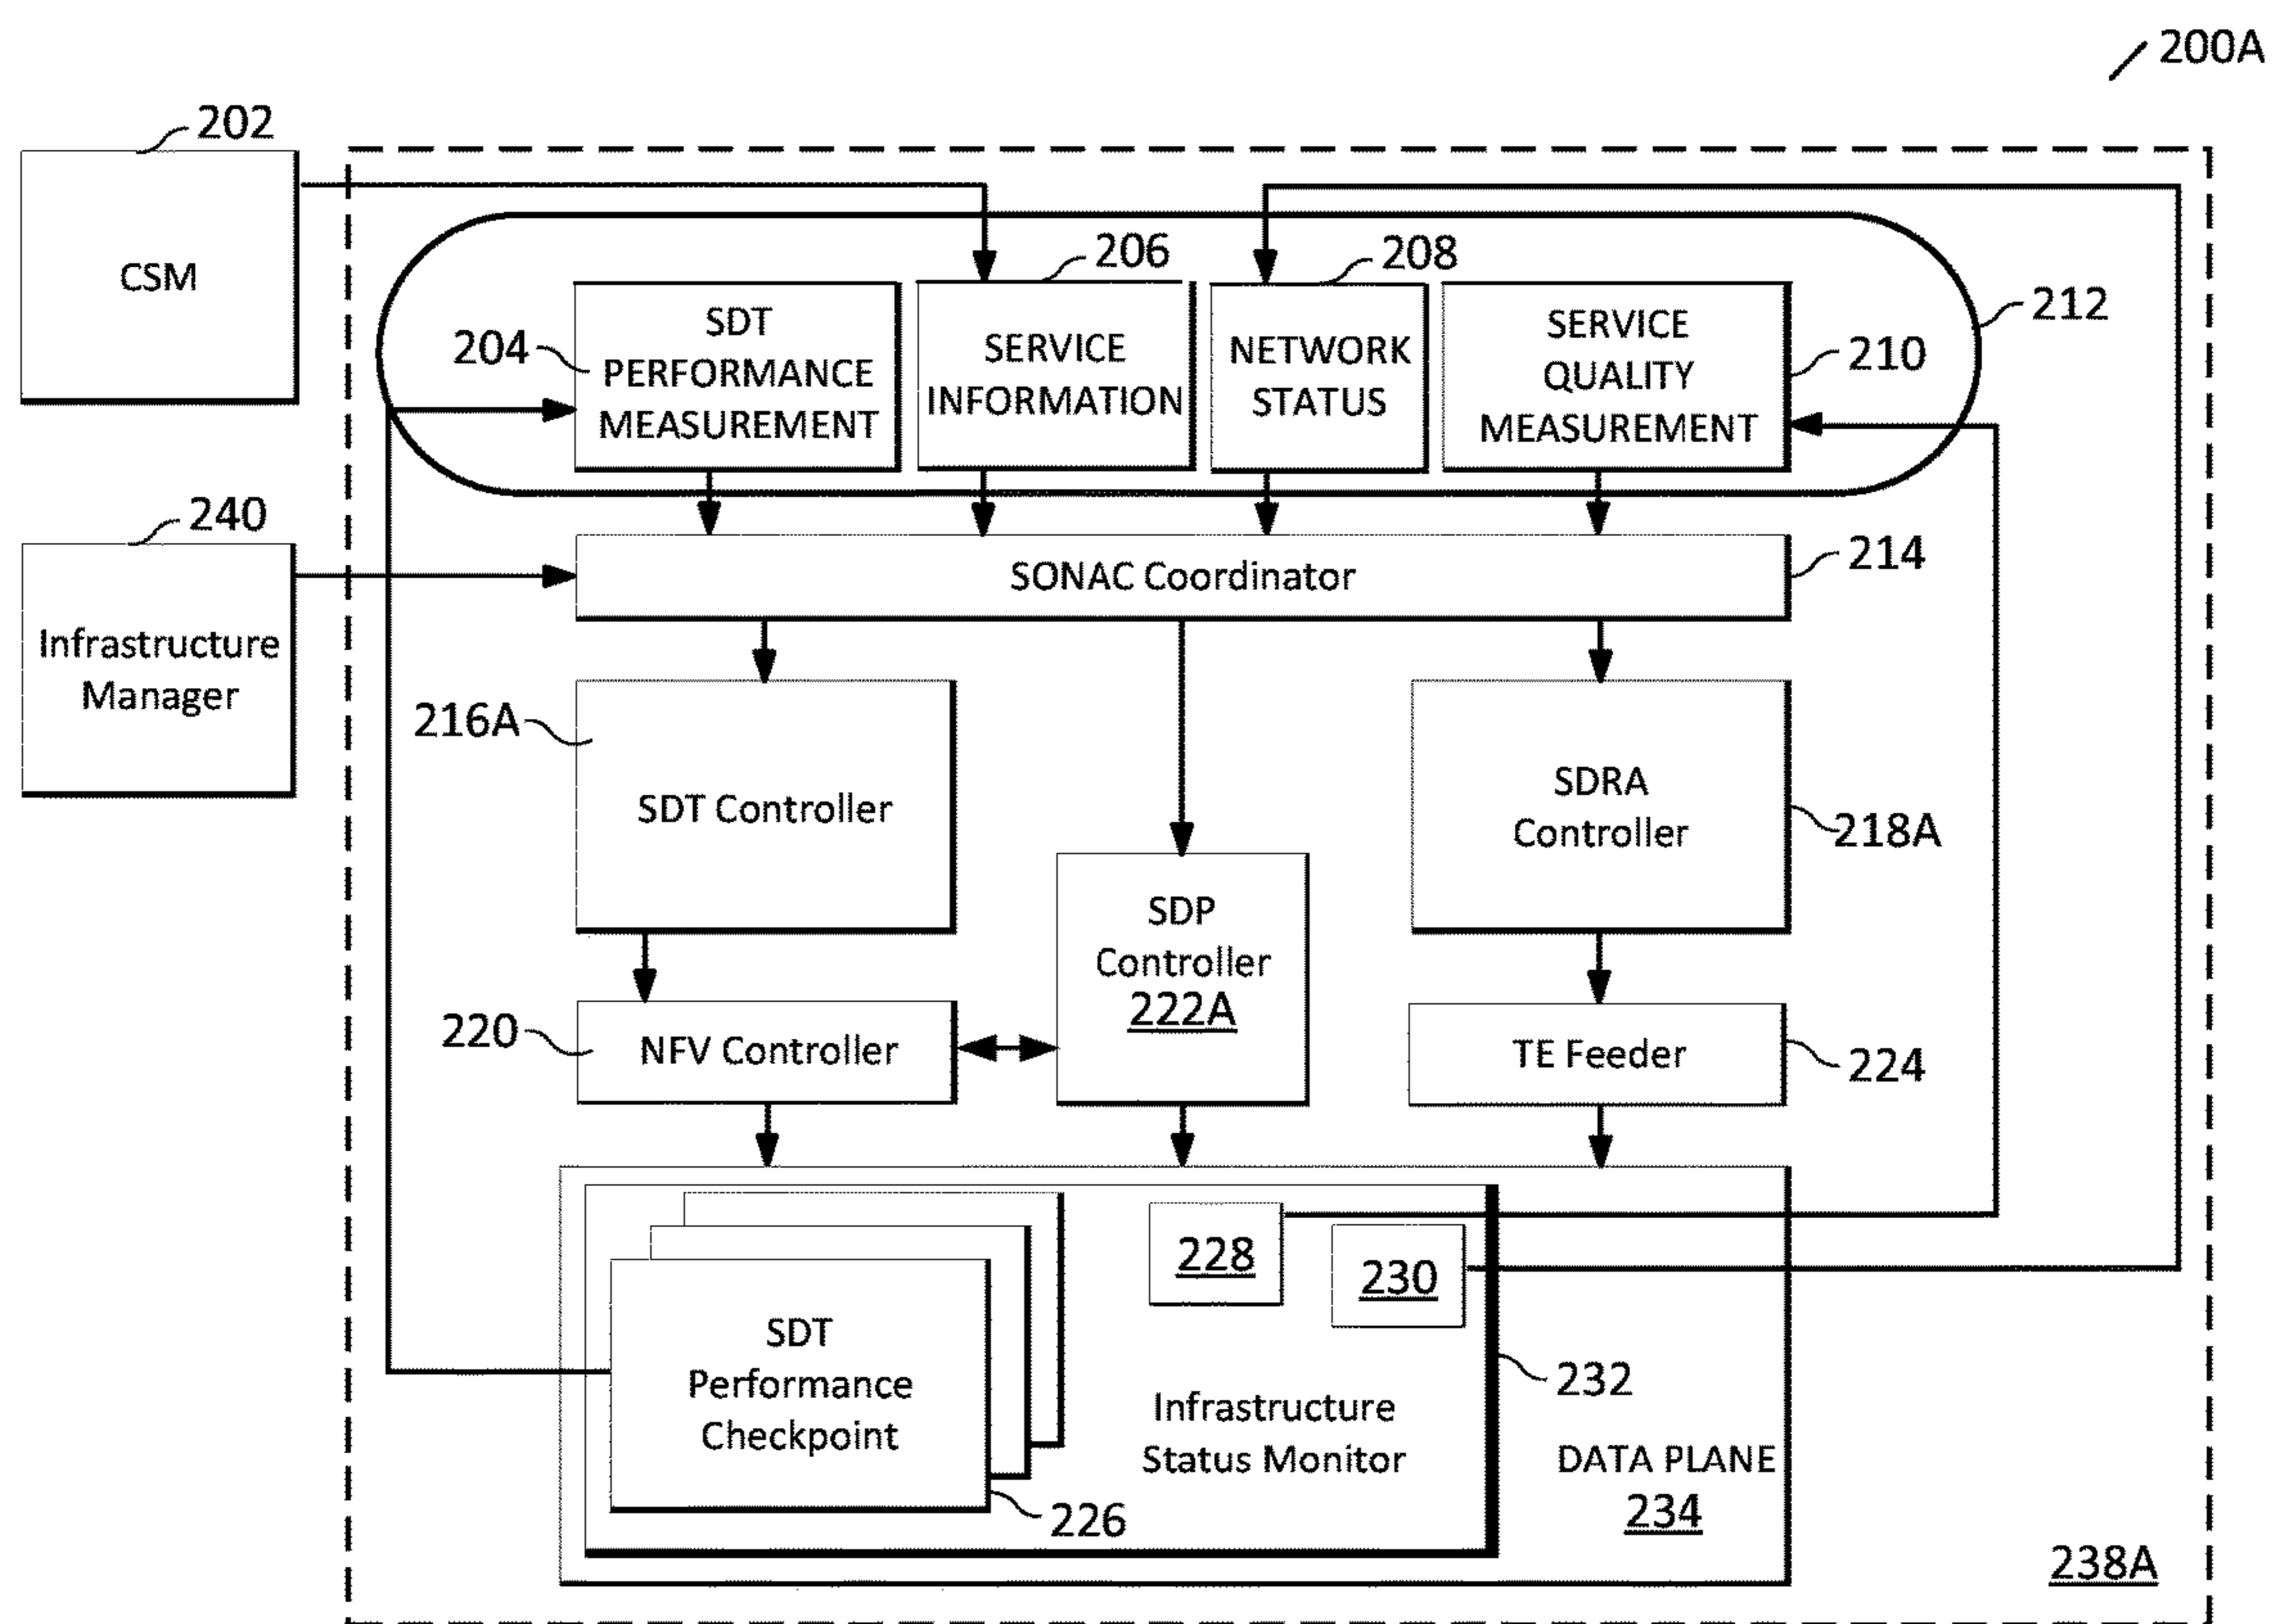 200A
202
CSM
206
208
212
204
SDT
PERFORMANCE
MEASUREMENT
SERVICE
INFORMATION
NETWORK
STATUS
SERVICE
QUALITY
MEASUREMENT
210
240
Infrastructure
Manager
SONAC Coordinator
214
216A
SDT Controller
SDRA
Controller
218A
SDP
Controller
222A
220
NFV Controller
TE Feeder
224
228
230
SDT
Performance
Checkpoint
226
Infrastructure
Status Monitor
232
DATA PLANE
234
238A